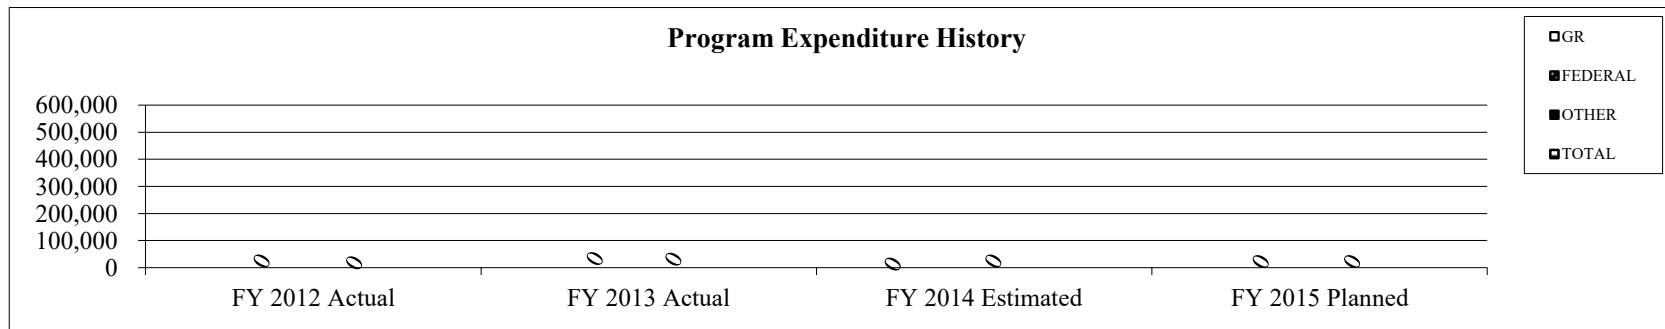 Program Expenditure History
GR
FEDERAL
OTHER
TOTAL
600,000
500,000
400,000
300,000
200,000
100,000
0
0 0 0 0 0 0 0 0
FY 2012 Actual FY 2013 Actual FY 2014 Estimated FY 2015 Planned